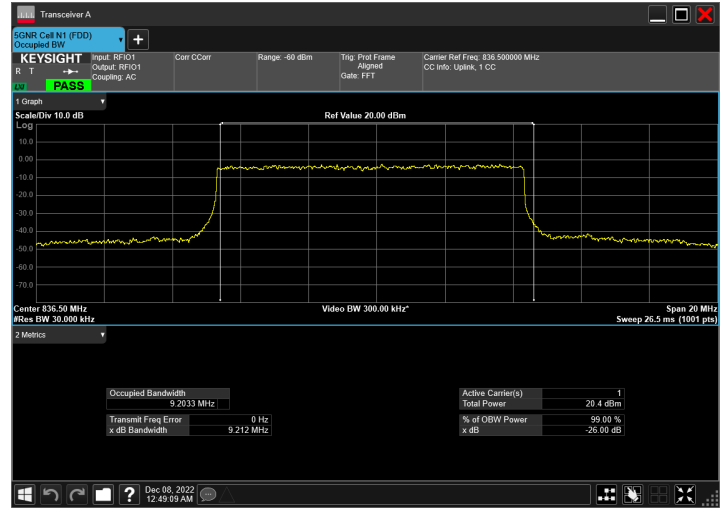 Transceiver A
5GNR Cell N1 (FDD)
Occupied BW
KEYSIGHT
R T
LXI
PASS
Input: RFIO1
Output: RFIO1
Coupling: AC
Corr CCorr
Range: -60 dBm
Trig: Prot Frame
Aligned
Gate: FFT
Carrier Ref Freq: 836.500000 MHz
CC Info: Uplink, 1 CC
1 Graph
Scale/Div 10.0 dB
Ref Value 20.00 dBm
Log
10.0
0.00
-10.0
-20.0
-30.0
-40.0
-50.0
-60.0
-70.0
Center 836.50 MHz
Video BW 300.00 kHz*
Span 20 MHz
#Res BW 30.000 kHz
Sweep 26.5 ms (1001 pts)
2 Metrics
Occupied Bandwidth
9.2033 MHz
Active Carrier(s) 1
Total Power 20.4 dBm
Transmit Freq Error 0 Hz
x dB Bandwidth 9.212 MHz
% of OBW Power 99.00 %
x dB -26.00 dB
?
Dec 08, 2022
12:49:09 AM